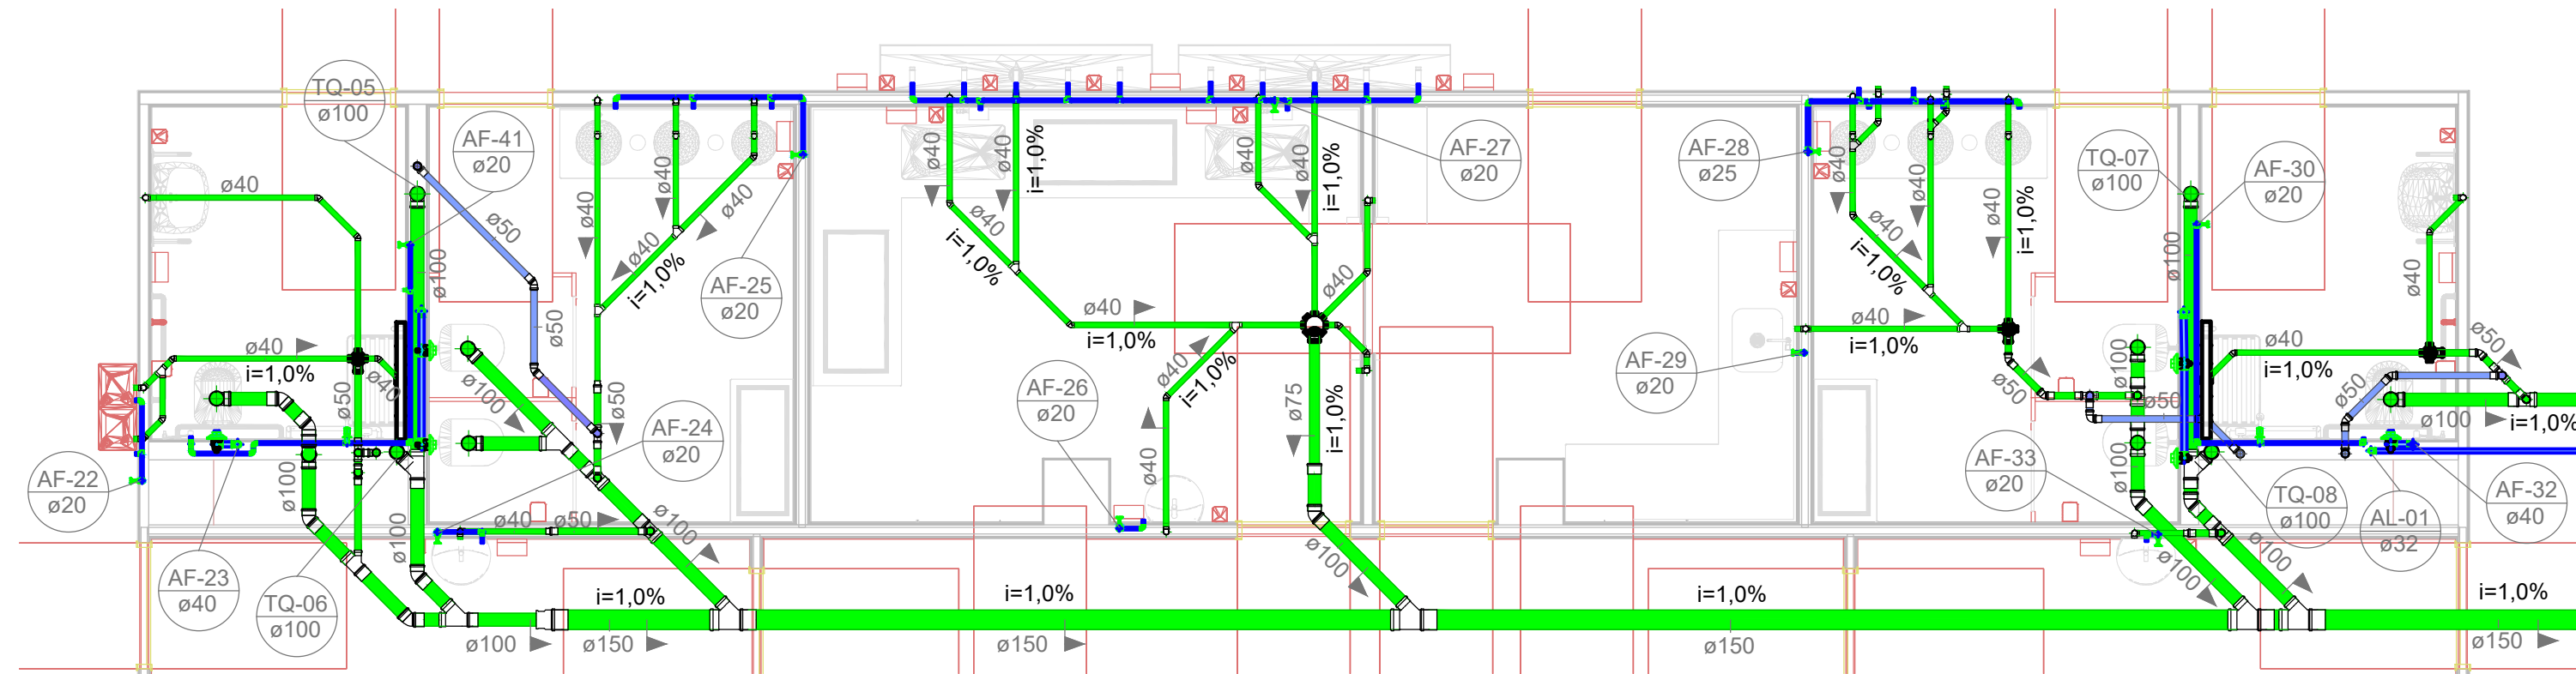 TQ-05
ø100
AF-41
ø20
ø40
ø50
ø100
ø40
ø40
ø40
ø40
i=1,0%
ø50
AF-25
ø20
ø40
i=1,0%
ø40
ø50
ø100
ø50
AF-24
ø20
AF-22
ø20
ø100
ø100
ø40
ø50
ø100
AF-23
ø40
TQ-06
ø100
ø100
ø150
i=1,0%
ø40
ø40
i=1,0%
ø40
i=1,0%
ø40
ø40
i=1,0%
AF-27
ø20
ø40
ø40
i=1,0%
ø40
i=1,0%
AF-26
ø20
ø40
ø75
i=1,0%
ø100
i=1,0%
ø150
AF-28
ø25
ø40
ø40
ø40
i=1,0%
ø40
i=1,0%
TQ-07
ø100
AF-30
ø20
ø100
AF-29
ø20
ø40
i=1,0%
ø50
ø100
ø50
ø100
AF-33
ø20
ø100
ø100
TQ-08
ø100
ø40
ø40
i=1,0%
ø50
ø50
ø100
i=1,0%
AL-01
ø32
AF-32
ø40
i=1,0%
ø150
i=1,0%
ø150